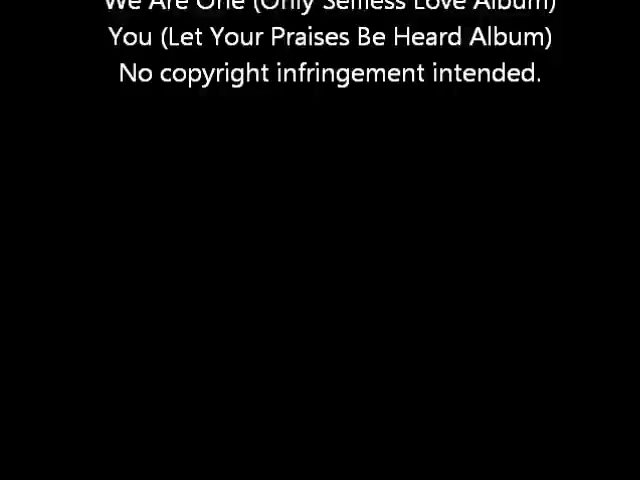 We Are One (Only Selfless Love Album)
You (Let Your Praises Be Heard Album)
No copyright infringement intended.